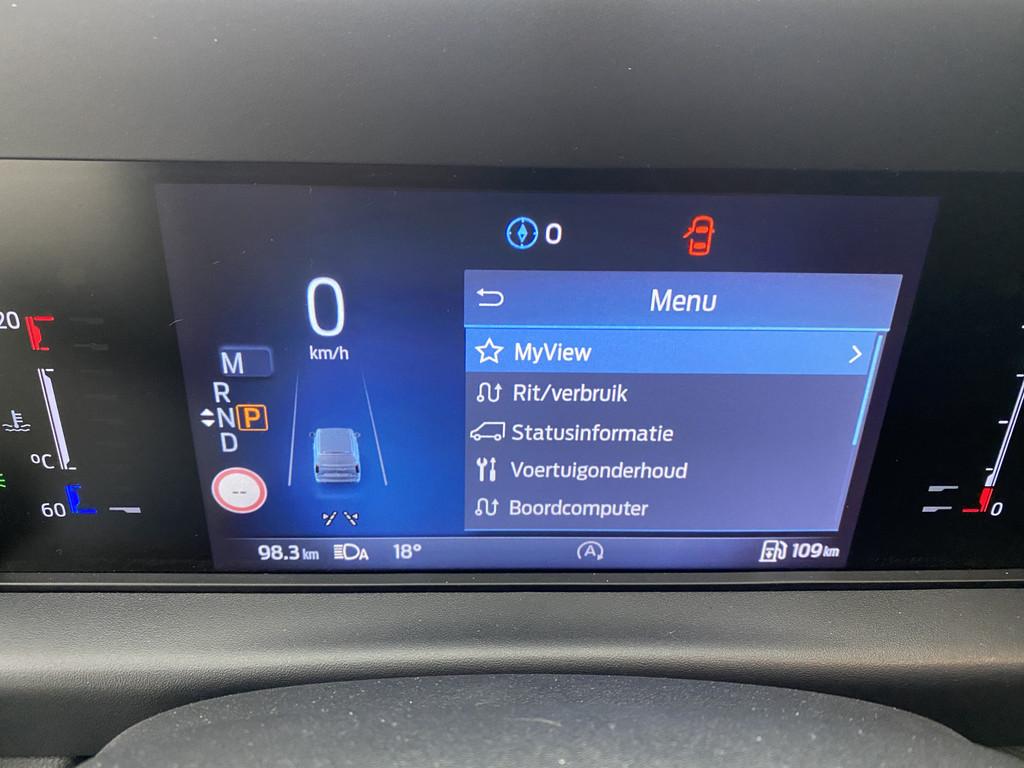 0
Menu
0
km/h
MyView
20
M
R
Rit/verbruik
N P
D
Statusinformatie
°C
Voertuigonderhoud
--
60
Boordcomputer
0
98.3 km
A
18°
A
109 km